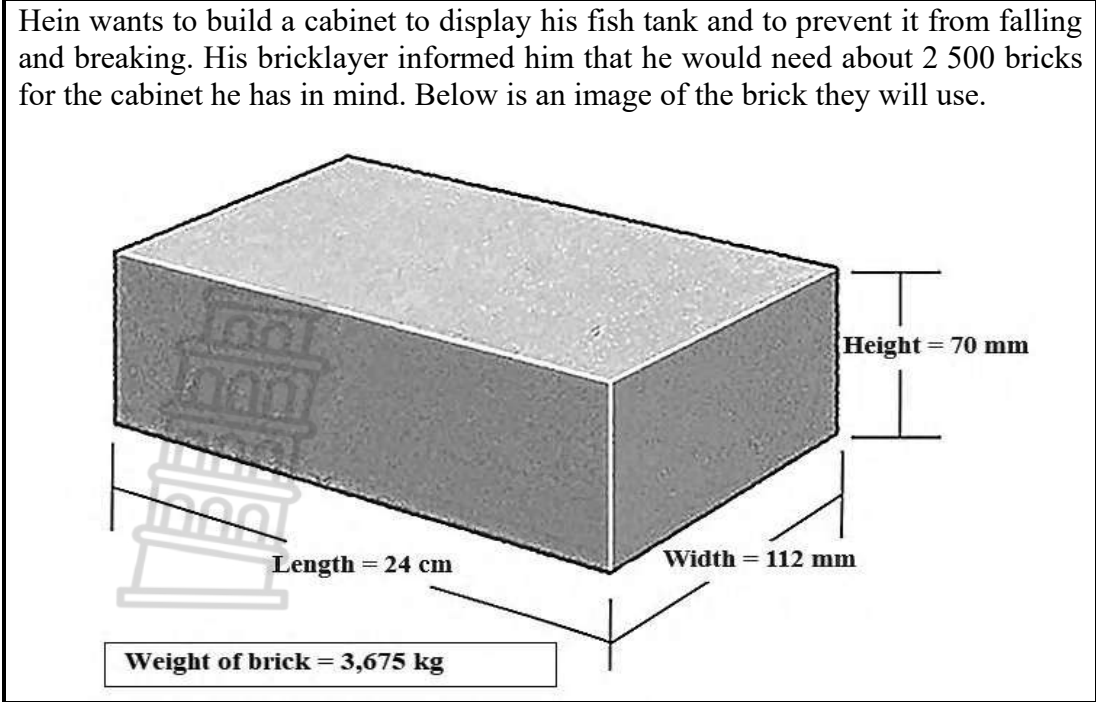 Hein wants to build a cabinet to display his fish tank and to prevent it from falling
and breaking. His bricklayer informed him that he would need about 2 500 bricks
for the cabinet he has in mind. Below is an image of the brick they will use.
Height = 70 mm
Length = 24 cm
Width = 112 mm
Weight of brick = 3,675 kg